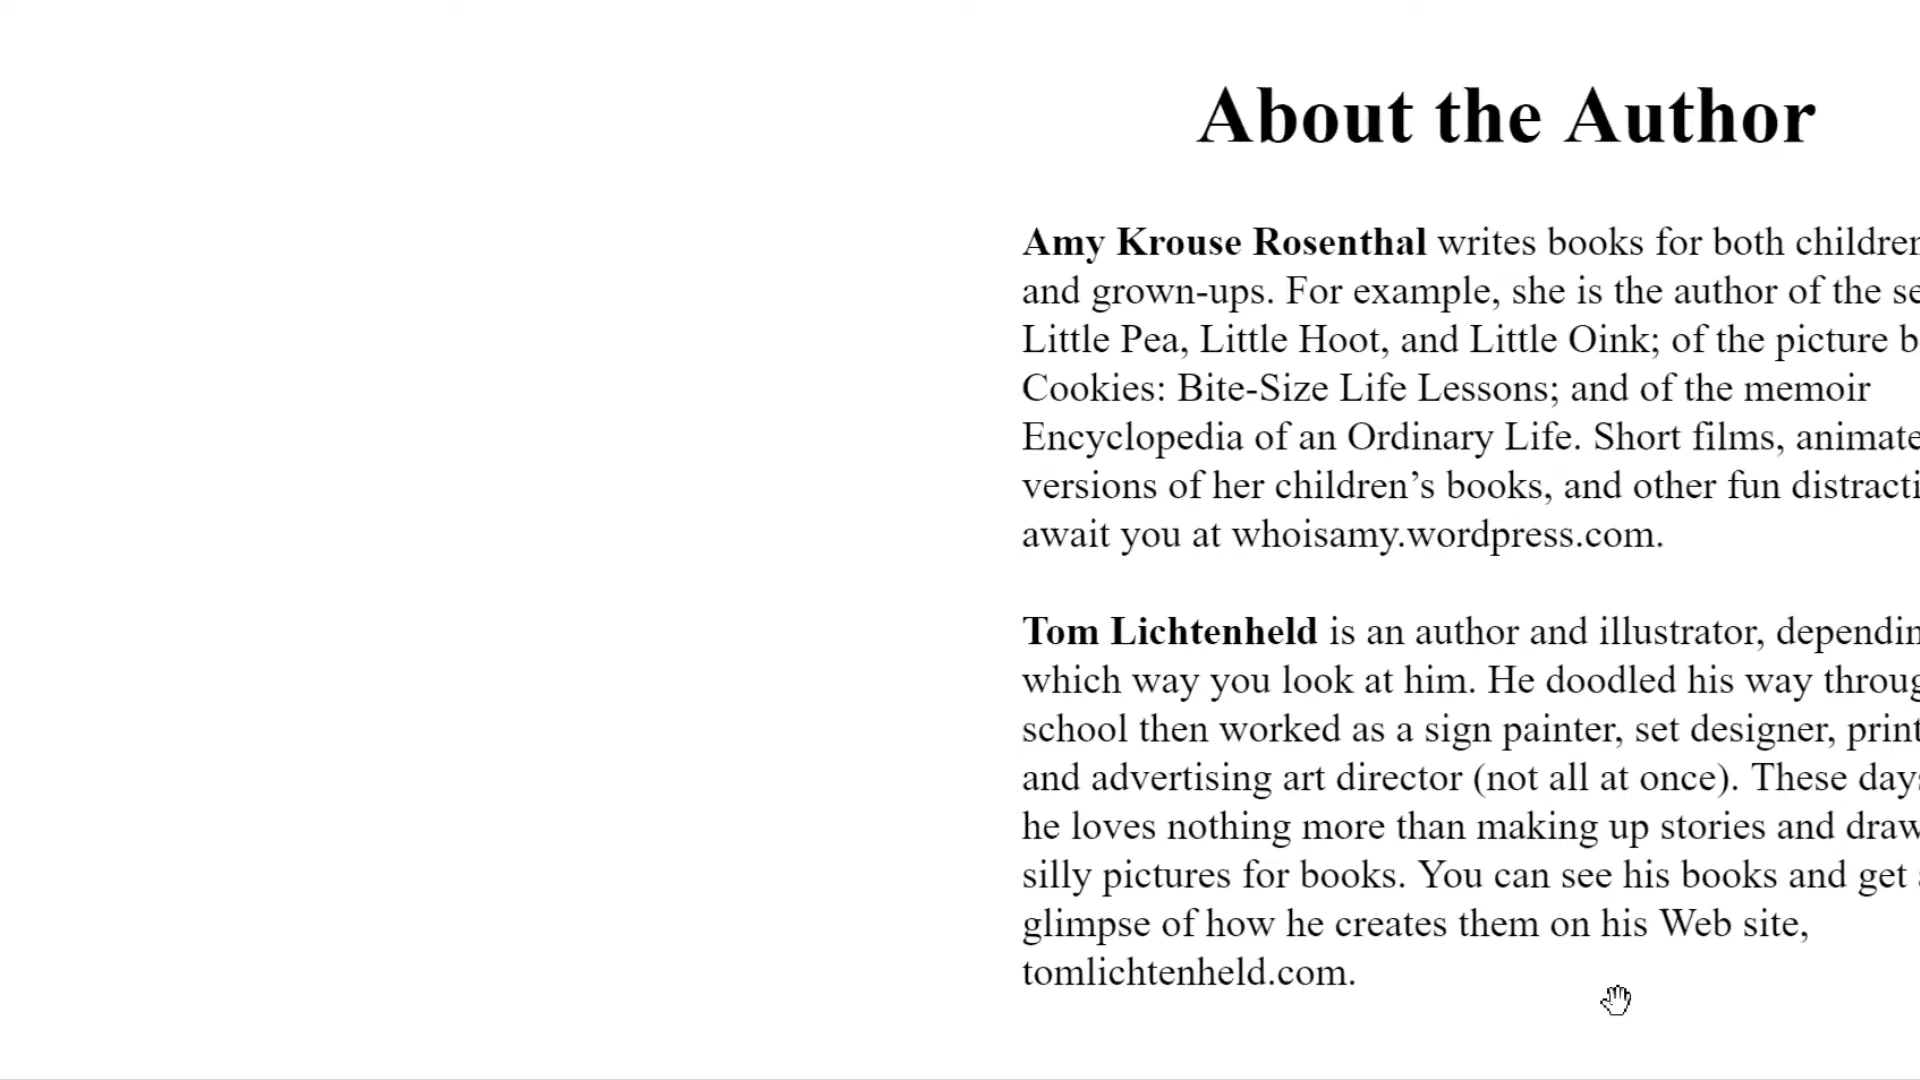 About the Author
Amy Krouse Rosenthal writes books for both children
and grown-ups. For example, she is the author of the
Little Pea, Little Hoot, and Little Oink; of the picture
Cookies: Bite-Size Life Lessons; and of the memoir
Encyclopedia of an Ordinary Life. Short films,
versions of her children’s books, and other fun
await you at whoisamy.wordpress.com.
Tom Lichtenheld is an author and illustrator,
which way you look at him. He doodled his way
school then worked as a sign painter, set designer,
and advertising art director (not all at once). These
he loves nothing more than making up stories and
silly pictures for books. You can see his books and get
glimpse of how he creates them on his Web site,
tomlichtenheld.com.